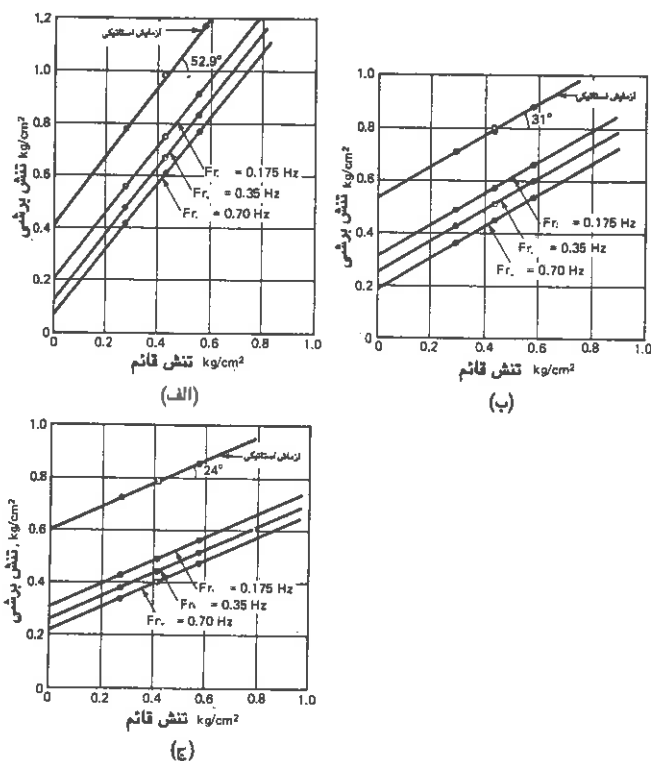 1.2
1.0
0.8
0.6
0.4
0.2
0
تنش برشی kg/cm²
آزمایش استاتیکی
52.9°
Fr. = 0.175 Hz
Fr. = 0.35 Hz
Fr. = 0.70 Hz
0 0.2 0.4 0.6 0.8 1.0
تنش قائم kg/cm²
(الف)
1.0
0.8
0.6
0.4
0.2
0
تنش برشی kg/cm²
آزمایش استاتیکی
31°
Fr. = 0.175 Hz
Fr. = 0.35 Hz
Fr. = 0.70 Hz
0 0.2 0.4 0.6 0.8 1.0
تنش قائم kg/cm²
(ب)
1.0
0.8
0.6
0.4
0.2
0
تنش برشی, kg/cm²
آزمایش استاتیکی
24°
Fr. = 0.175 Hz
Fr. = 0.35 Hz
Fr. = 0.70 Hz
0 0.2 0.4 0.6 0.8 1.0
تنش قائم kg/cm²
(ج)